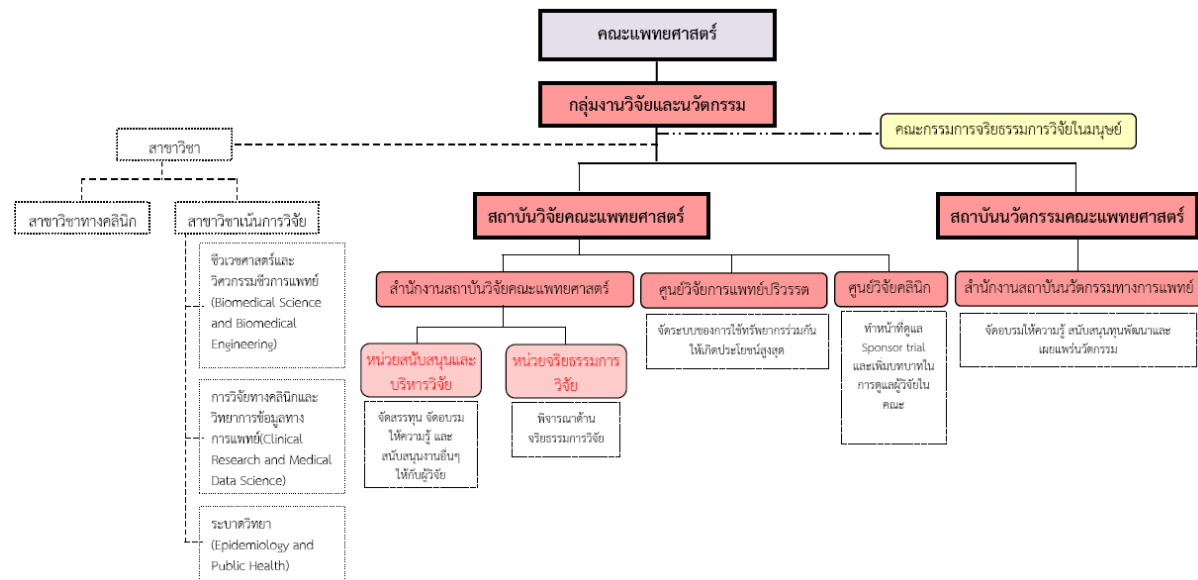 คณะแพทยศาสตร์
กลุ่มงานวิจัยและนวัตกรรม
คณะกรรมการจริยธรรมการวิจัยในมนุษย์
สาขาวิชา
สาขาวิชาทางคลินิก
สาขาวิชาเน้นการวิจัย
ชีวเวชศาสตร์และ
วิศวกรรมชีวการแพทย์
(Biomedical Science
and Biomedical
Engineering)
การวิจัยทางคลินิกและ
วิทยาการข้อมูลทาง
การแพทย์(Clinical
Research and Medical
Data Science)
ระบาดวิทยา
(Epidemiology and
Public Health)
สถาบันวิจัยคณะแพทยศาสตร์
สถาบันนวัตกรรมคณะแพทยศาสตร์
สำนักงานสถาบันวิจัยคณะแพทยศาสตร์
ศูนย์วิจัยการแพทย์ปริวรรต
ศูนย์วิจัยคลินิก
สำนักงานสถาบันนวัตกรรมทางการแพทย์
หน่วยสนับสนุนและ
บริหารวิจัย
จัดสรรทุน จัดอบรม
ให้ความรู้ และ
สนับสนุนงานอื่นๆ
ให้กับผู้วิจัย
หน่วยจริยธรรมการ
วิจัย
พิจารณาด้าน
จริยธรรมการวิจัย
จัดระบบของการใช้ทรัพยากรร่วมกัน
ให้เกิดประโยชน์สูงสุด
ทำหน้าที่ดูแล
Sponsor trial
และเพิ่มบทบาทใน
การดูแลผู้วิจัยใน
คณะ
จัดอบรมให้ความรู้ สนับสนุนทุนพัฒนาและ
เผยแพร่นวัตกรรม